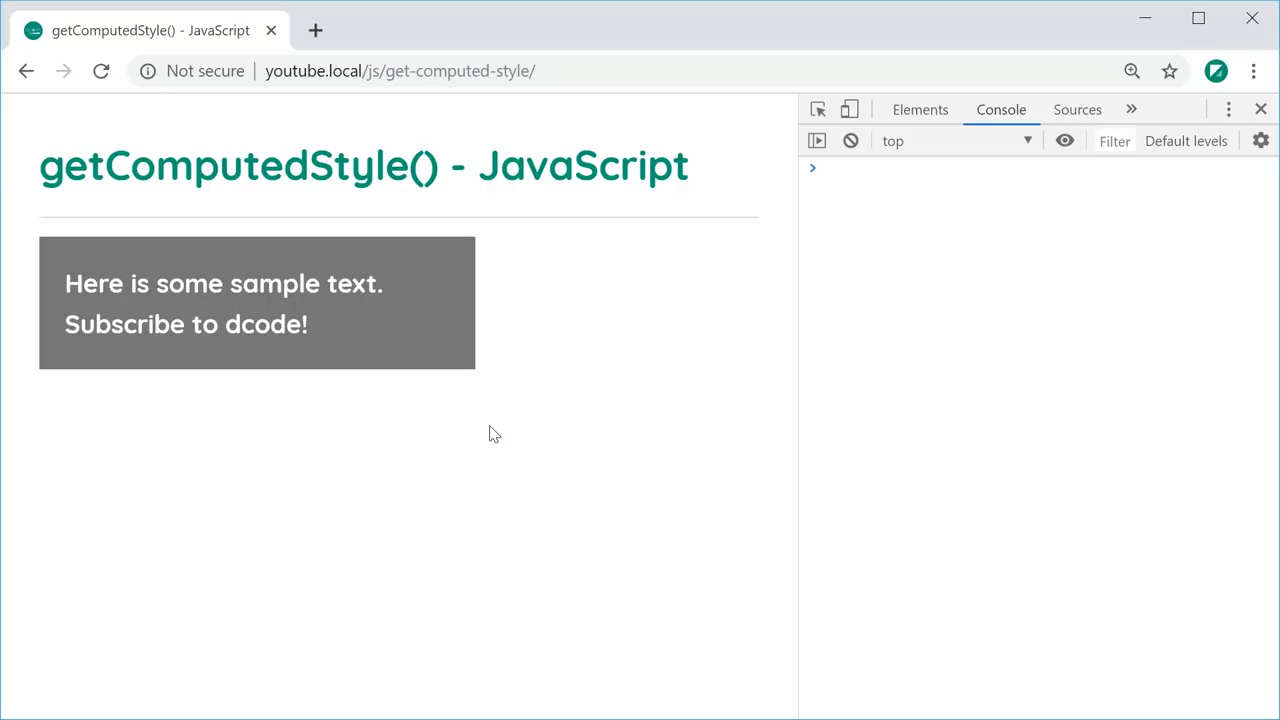 getComputedStyle() - JavaScript
Not secure | youtube.local/js/get-computed-style/
Elements Console Sources »
top Filter Default levels
getComputedStyle() - JavaScript
Here is some sample text.
Subscribe to dcode!